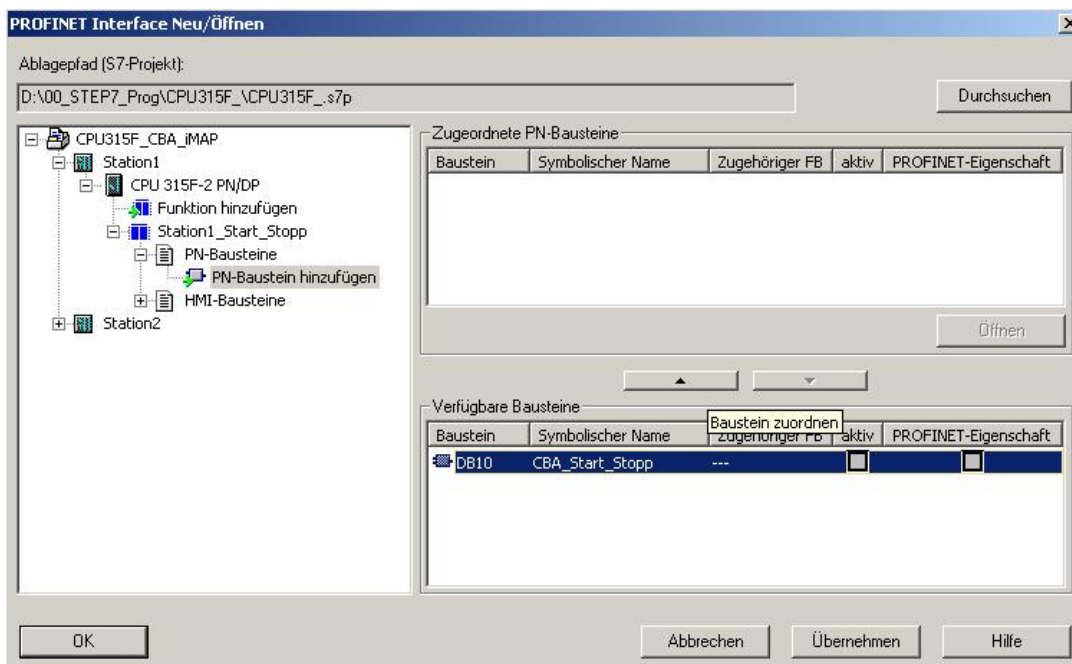 PROFINET Interface Neu/Öffnen
Ablagepfad (S7-Projekt):
D:\00_STEP7_Prog\CPU315F_\CPU315F_.s7p
Durchsuchen
CPU315F_CBA_iMAP
Station1
CPU 315F-2 PN/DP
Funktion hinzufügen
Station1_Start_Stopp
PN-Bausteine
PN-Baustein hinzufügen
HMI-Bausteine
Station2
Zugeordnete PN-Bausteine
Baustein Symbolischer Name Zugehöriger FB aktiv PROFINET-Eigenschaft
Öffnen
Verfügbare Bausteine
Baustein zuordnen
Baustein Symbolischer Name Zugehöriger FB aktiv PROFINET-Eigenschaft
DB10 CBA_Start_Stopp ---
OK Abbrechen Übernehmen Hilfe